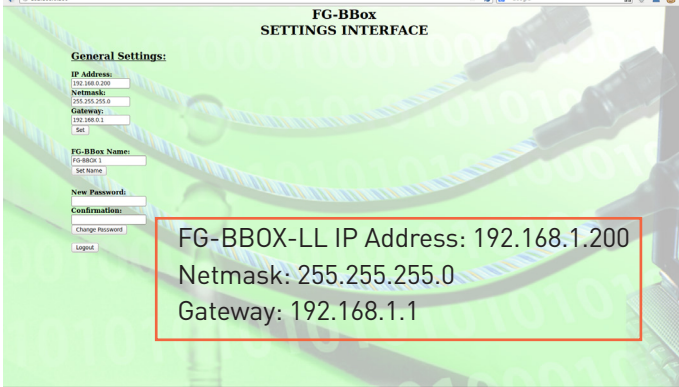 FG-BBox
SETTINGS INTERFACE
General Settings:
IP Address:
192.168.0.200
Netmask:
255.255.255.0
Gateway:
192.168.0.1
Set
FG-BBox Name:
FG-BBOX 1
Set Name
New Password:
Confirmation:
Change Password
Logout
FG-BBOX-LL IP Address: 192.168.1.200
Netmask: 255.255.255.0
Gateway: 192.168.1.1